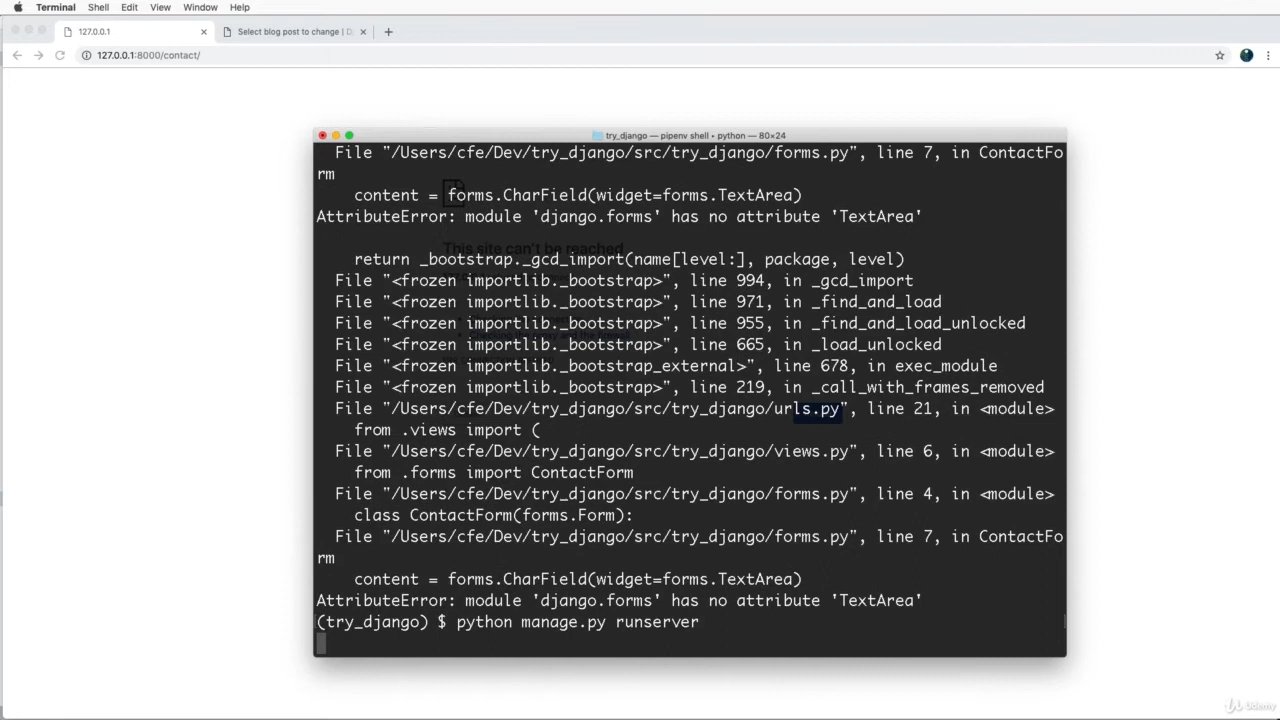 Terminal Shell Edit View Window Help
127.0.0.1
Select blog post to change | D
127.0.0.1:8000/contact/
try_django — pipenv shell • python — 80×24
File "/Users/cfe/Dev/try_django/src/try_django/forms.py", line 7, in ContactFo
rm
content = forms.CharField(widget=forms.TextArea)
AttributeError: module 'django.forms' has no attribute 'TextArea'
This site can't be reached
return _bootstrap._gcd_import(name[level:], package, level)
File "<frozen importlib._bootstrap>", line 994, in _gcd_import
File "<frozen importlib._bootstrap>", line 971, in _find_and_load
File "<frozen importlib._bootstrap>", line 955, in _find_and_load_unlocked
File "<frozen importlib._bootstrap>", line 665, in _load_unlocked
File "<frozen importlib._bootstrap_external>", line 678, in exec_module
File "<frozen importlib._bootstrap>", line 219, in _call_with_frames_removed
File "/Users/cfe/Dev/try_django/src/try_django/urls.py", line 21, in <module>
from .views import (
File "/Users/cfe/Dev/try_django/src/try_django/views.py", line 6, in <module>
from .forms import ContactForm
File "/Users/cfe/Dev/try_django/src/try_django/forms.py", line 4, in <module>
class ContactForm(forms.Form):
File "/Users/cfe/Dev/try_django/src/try_django/forms.py", line 7, in ContactFo
rm
content = forms.CharField(widget=forms.TextArea)
AttributeError: module 'django.forms' has no attribute 'TextArea'
(try_django) $ python manage.py runserver
Udemy